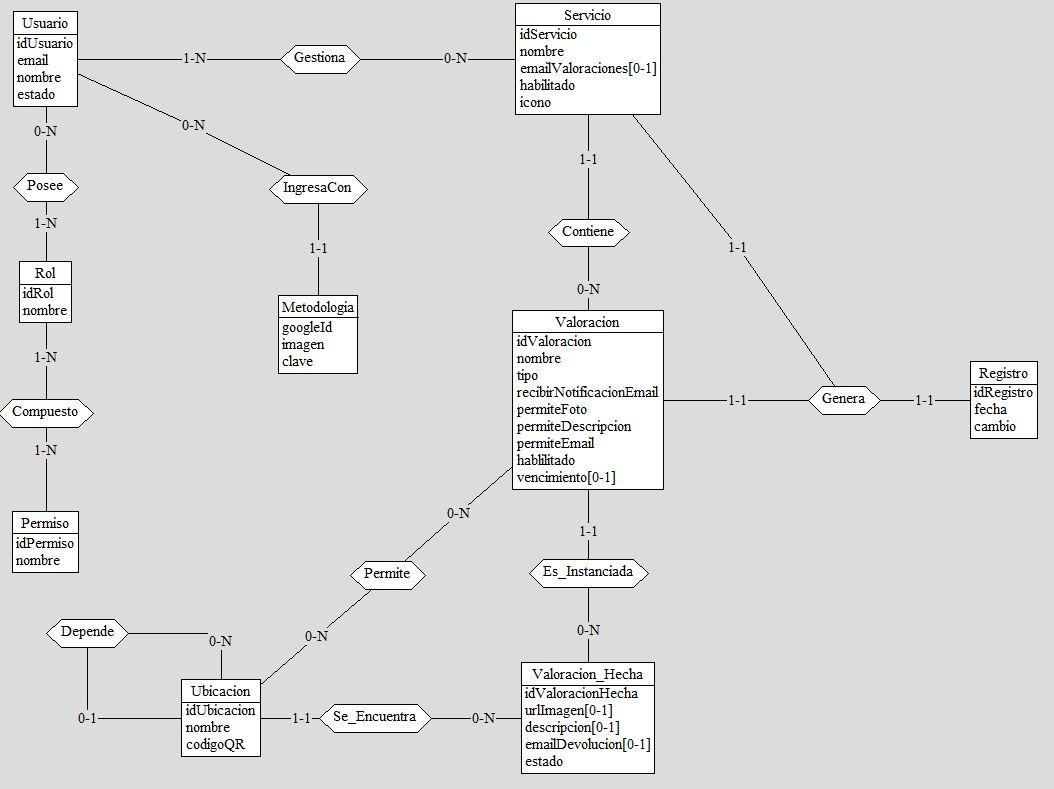 Usuario
idUsuario
email
nombre
estado
1-N
Gestiona
0-N
Servicio
idServicio
nombre
emailValoraciones[0-1]
habilitado
icono
0-N
Posee
1-N
0-N
IngresaCon
1-1
1-1
Contiene
0-N
1-1
Rol
idRol
nombre
Metodologia
googleId
imagen
clave
1-N
Compuesto
1-N
Valoracion
idValoracion
nombre
tipo
recibirNotificacionEmail
permiteFoto
permiteDescripcion
permiteEmail
hablilitado
vencimiento[0-1]
1-1
Genera
1-1
Registro
idRegistro
fecha
cambio
Permiso
idPermiso
nombre
0-N
Permite
0-N
1-1
Es_Instanciada
0-N
Depende
0-N
0-1
Ubicacion
idUbicacion
nombre
codigoQR
1-1
Se_Encuentra
0-N
Valoracion_Hecha
idValoracionHecha
urlImagen[0-1]
descripcion[0-1]
emailDevolucion[0-1]
estado